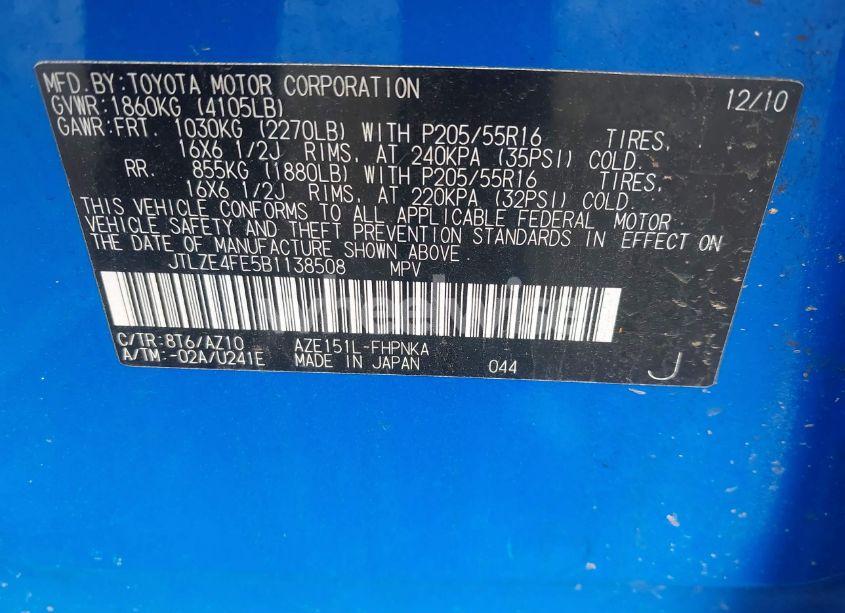 MFD.BY:TOYOTA MOTOR CORPORATION 12/10
GVWR:1860KG (4105LB)
GAWR:FRT. 1030KG (2270LB) WITH P205/55R16 TIRES,
16X6 1/2J RIMS, AT 240KPA (35PSI) COLD.
RR. 855KG (1880LB) WITH P205/55R16 TIRES,
16X6 1/2J RIMS, AT 220KPA (32PSI) COLD.
THIS VEHICLE CONFORMS TO ALL APPLICABLE FEDERAL MOTOR
VEHICLE SAFETY AND THEFT PREVENTION STANDARDS IN EFFECT ON
THE DATE OF MANUFACTURE SHOWN ABOVE.
JTLZE4FE5B1138508 MPV
C/TR:8T6/AZ10 AZE151L-FHPNKA
A/TM:-02A/U241E MADE IN JAPAN 044 J